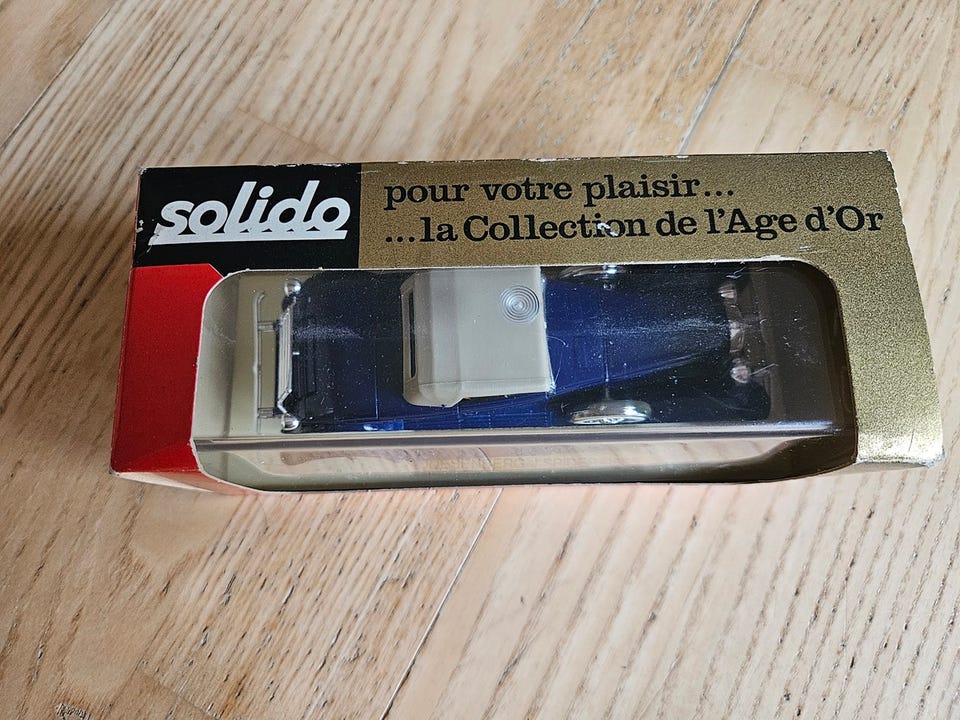 solido
pour votre plaisir...
...la Collection de l'Age d'Or